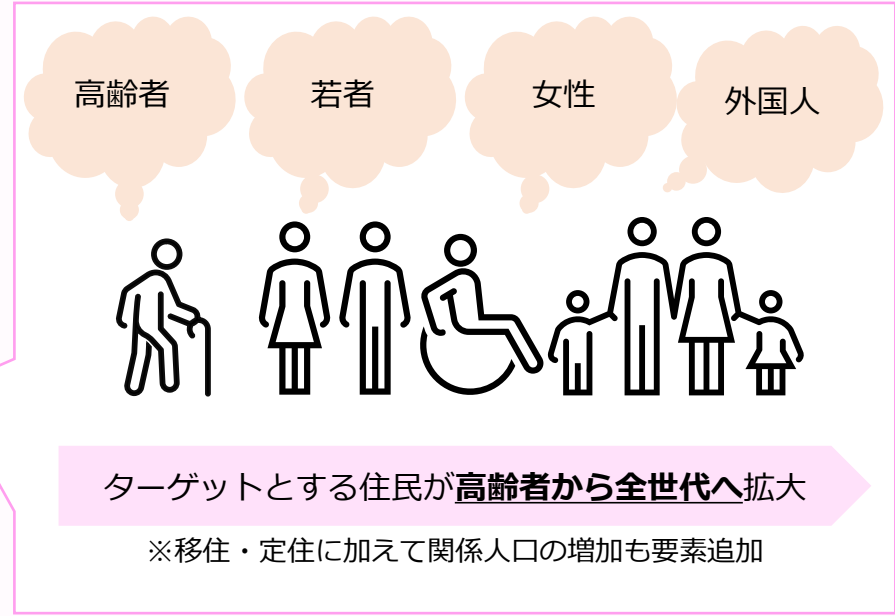 高齢者
若者
女性
外国人
ターゲットとする住民が高齢者から全世代へ拡大
※移住・定住に加えて関係人口の増加も要素追加